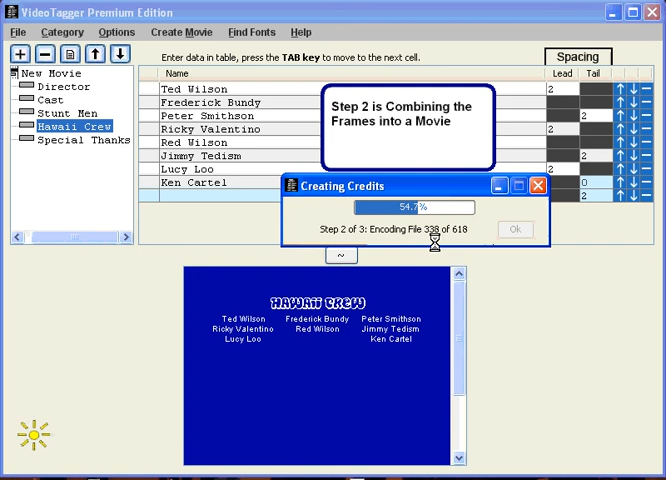 VideoTagger Premium Edition
File Category Options Create Movie Find Fonts Help
Enter data in table, press the TAB key to move to the next cell.
Spacing
New Movie
Director
Cast
Stunt Men
Hawaii Crew
Special Thanks
Name Lead Tail
Ted Wilson 2
Frederick Bundy
Peter Smithson 2
Ricky Valentino 2
Red Wilson
Jimmy Tedism 2
Lucy Loo 2
Ken Cartel 0
2
Step 2 is Combining the
Frames into a Movie
Creating Credits
54.7%
Step 2 of 3: Encoding File 338 of 618
Ok
~
HAWAII CREW
Ted Wilson Frederick Bundy Peter Smithson
Ricky Valentino Red Wilson Jimmy Tedism
Lucy Loo Ken Cartel